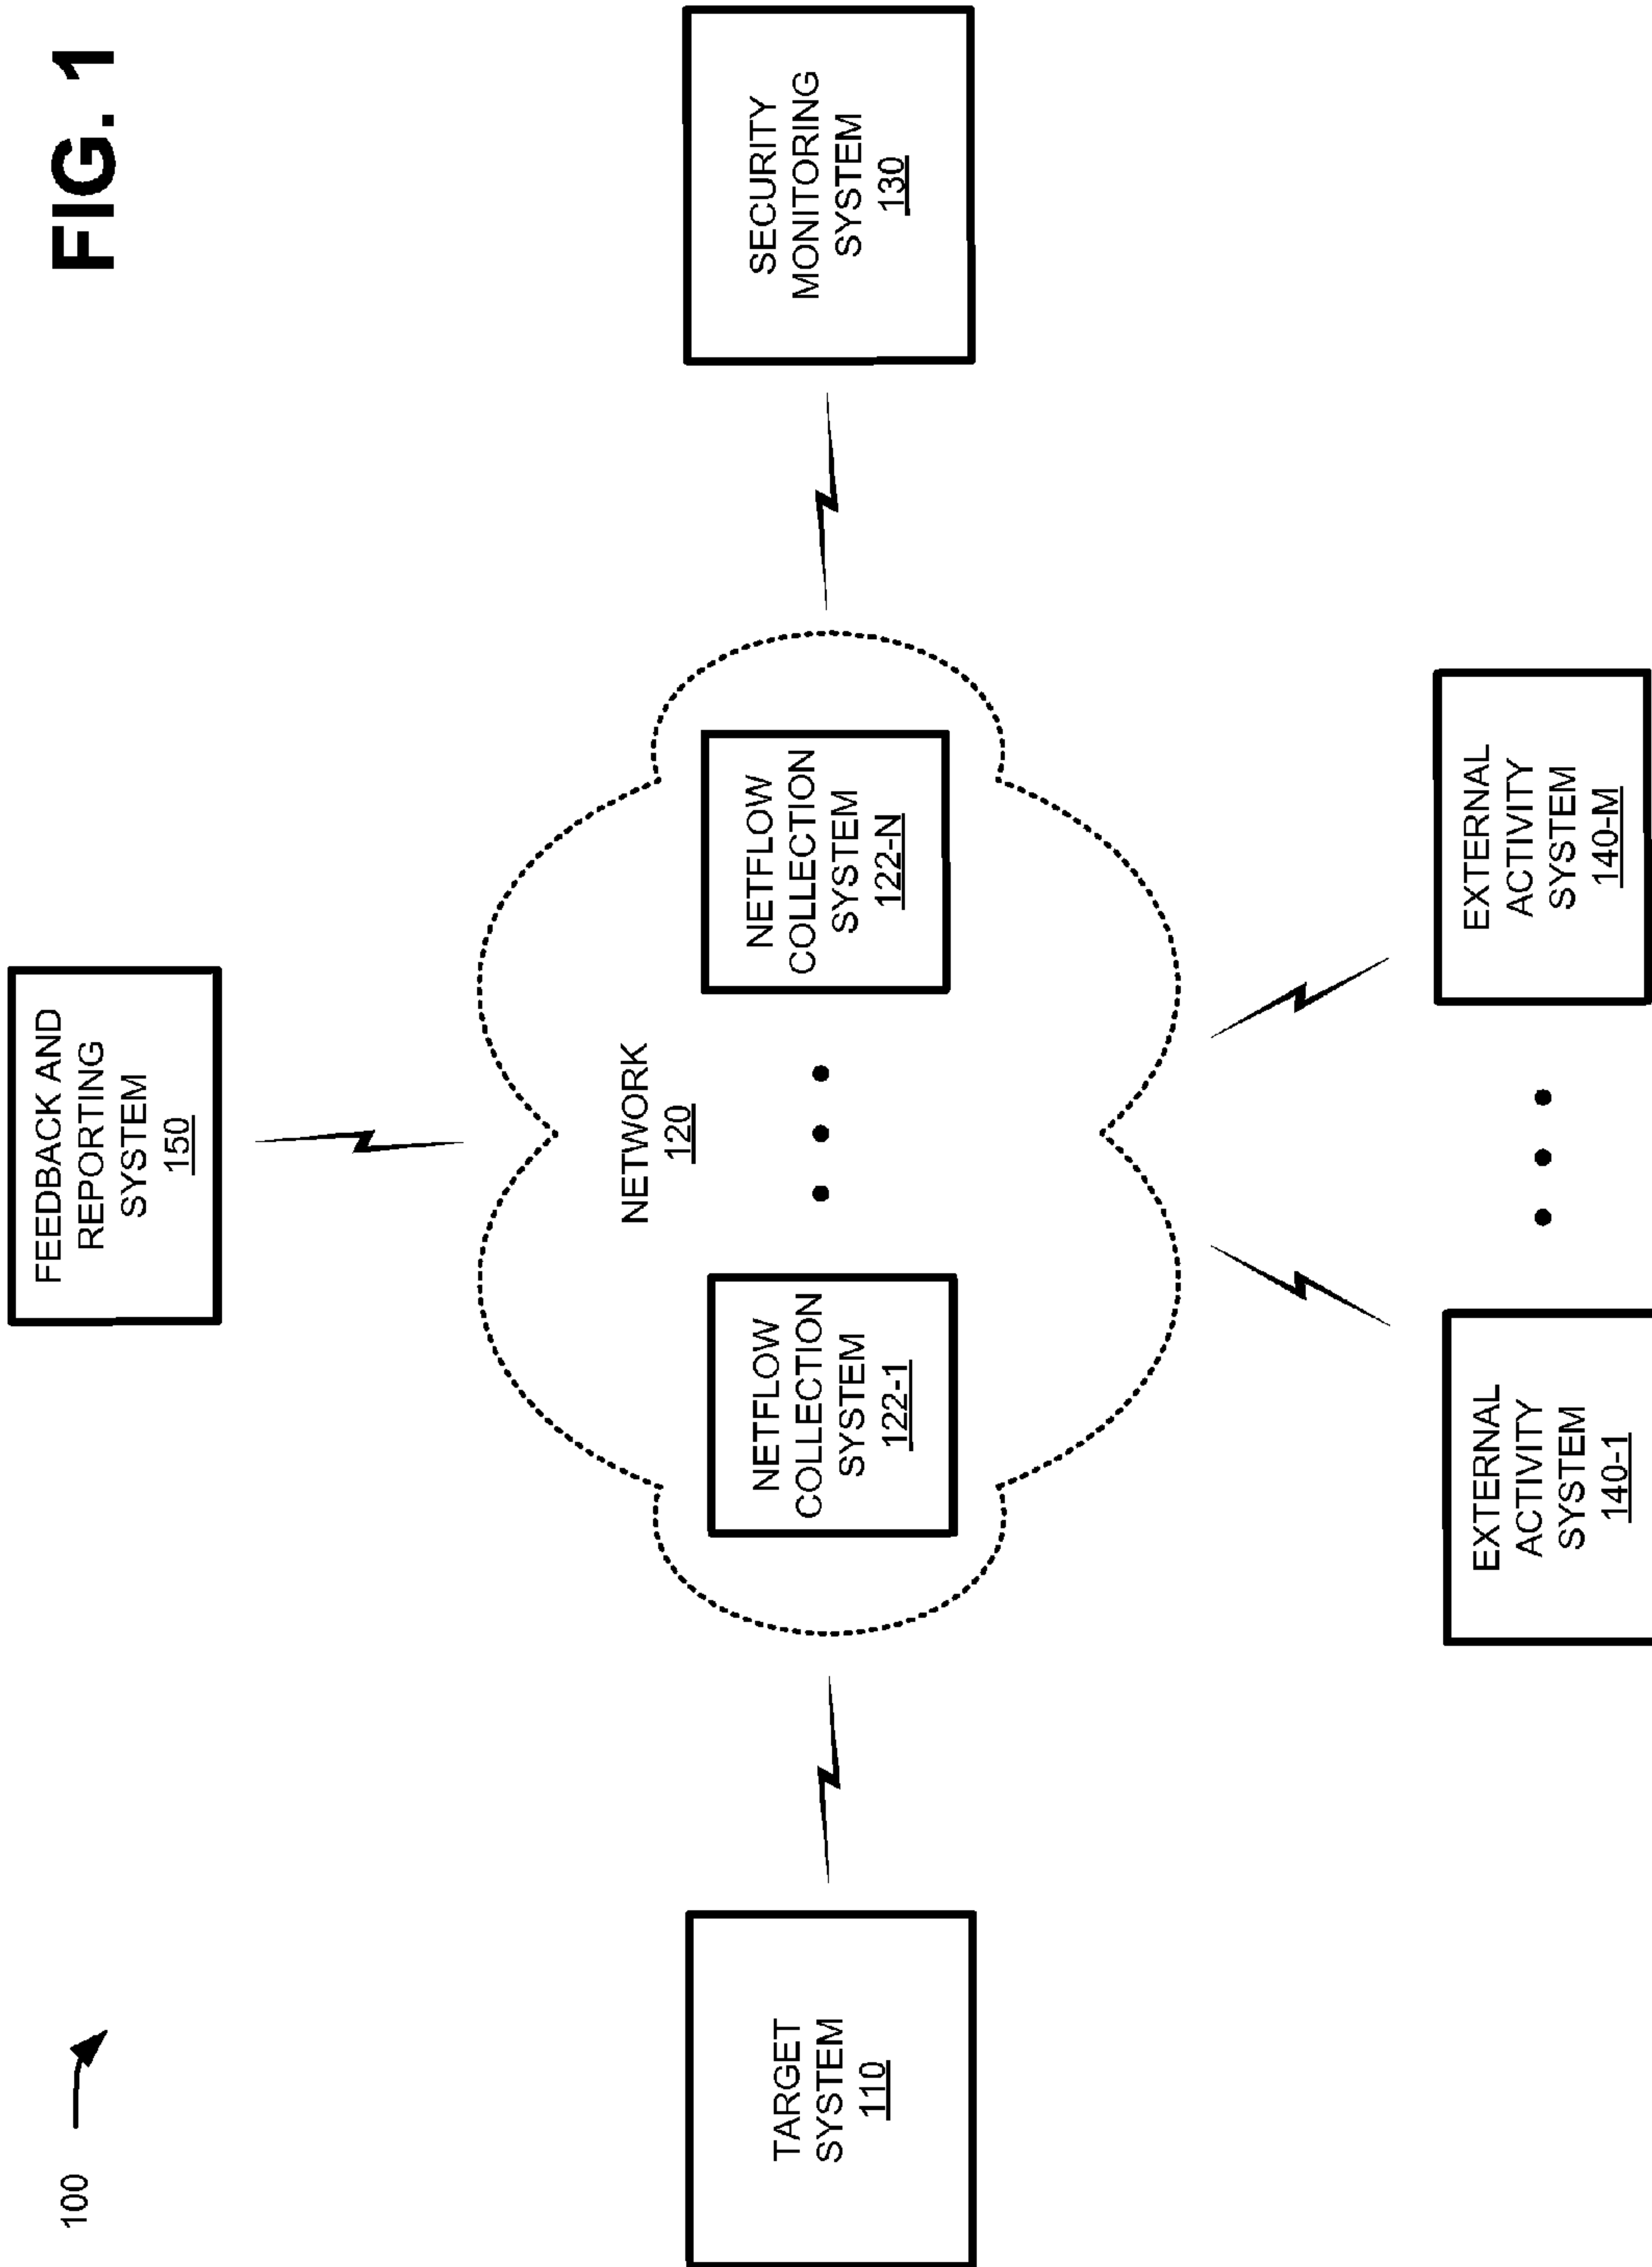 100
FIG. 1
FEEDBACK AND
REPORTING
SYSTEM
150
TARGET
SYSTEM
110
NETWORK
120
NETFLOW
COLLECTION
SYSTEM
122-1
NETFLOW
COLLECTION
SYSTEM
122-N
SECURITY
MONITORING
SYSTEM
130
EXTERNAL
ACTIVITY
SYSTEM
140-1
EXTERNAL
ACTIVITY
SYSTEM
140-M